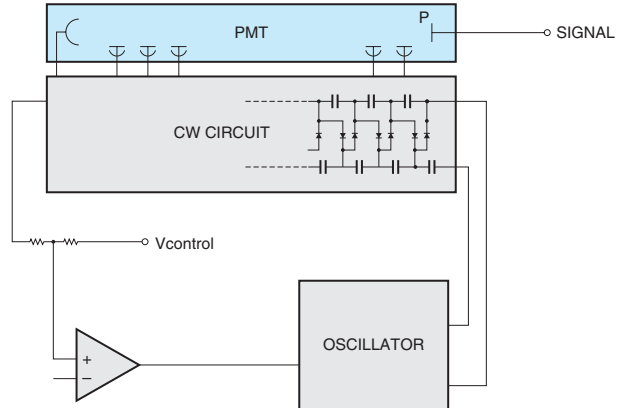 P
PMT
SIGNAL
CW CIRCUIT
Vcontrol
+
−
OSCILLATOR